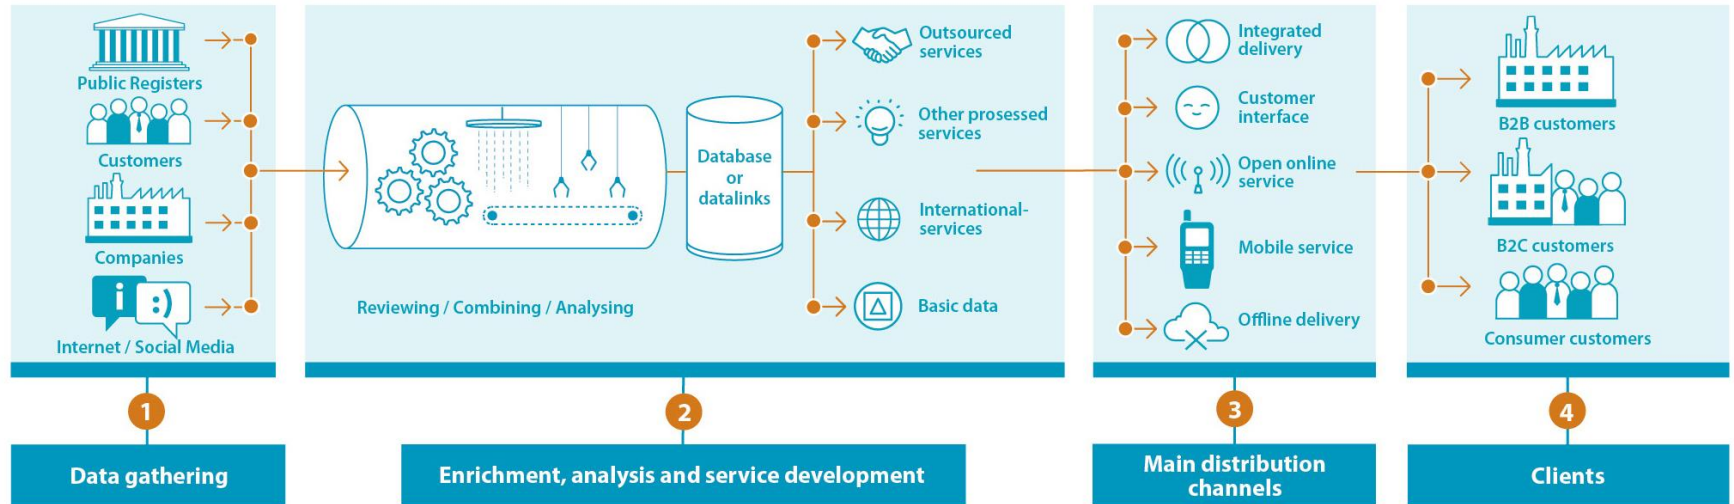 Public Registers
Customers
Companies
i
:)
Internet / Social Media
Reviewing / Combining / Analysing
Database
or
datalinks
Outsourced
services
Other prosessed
services
International-
services
Basic data
Integrated
delivery
Customer
interface
Open online
service
Mobile service
Offline delivery
B2B customers
B2C customers
Consumer customers
1
Data gathering
2
Enrichment, analysis and service development
3
Main distribution
channels
4
Clients